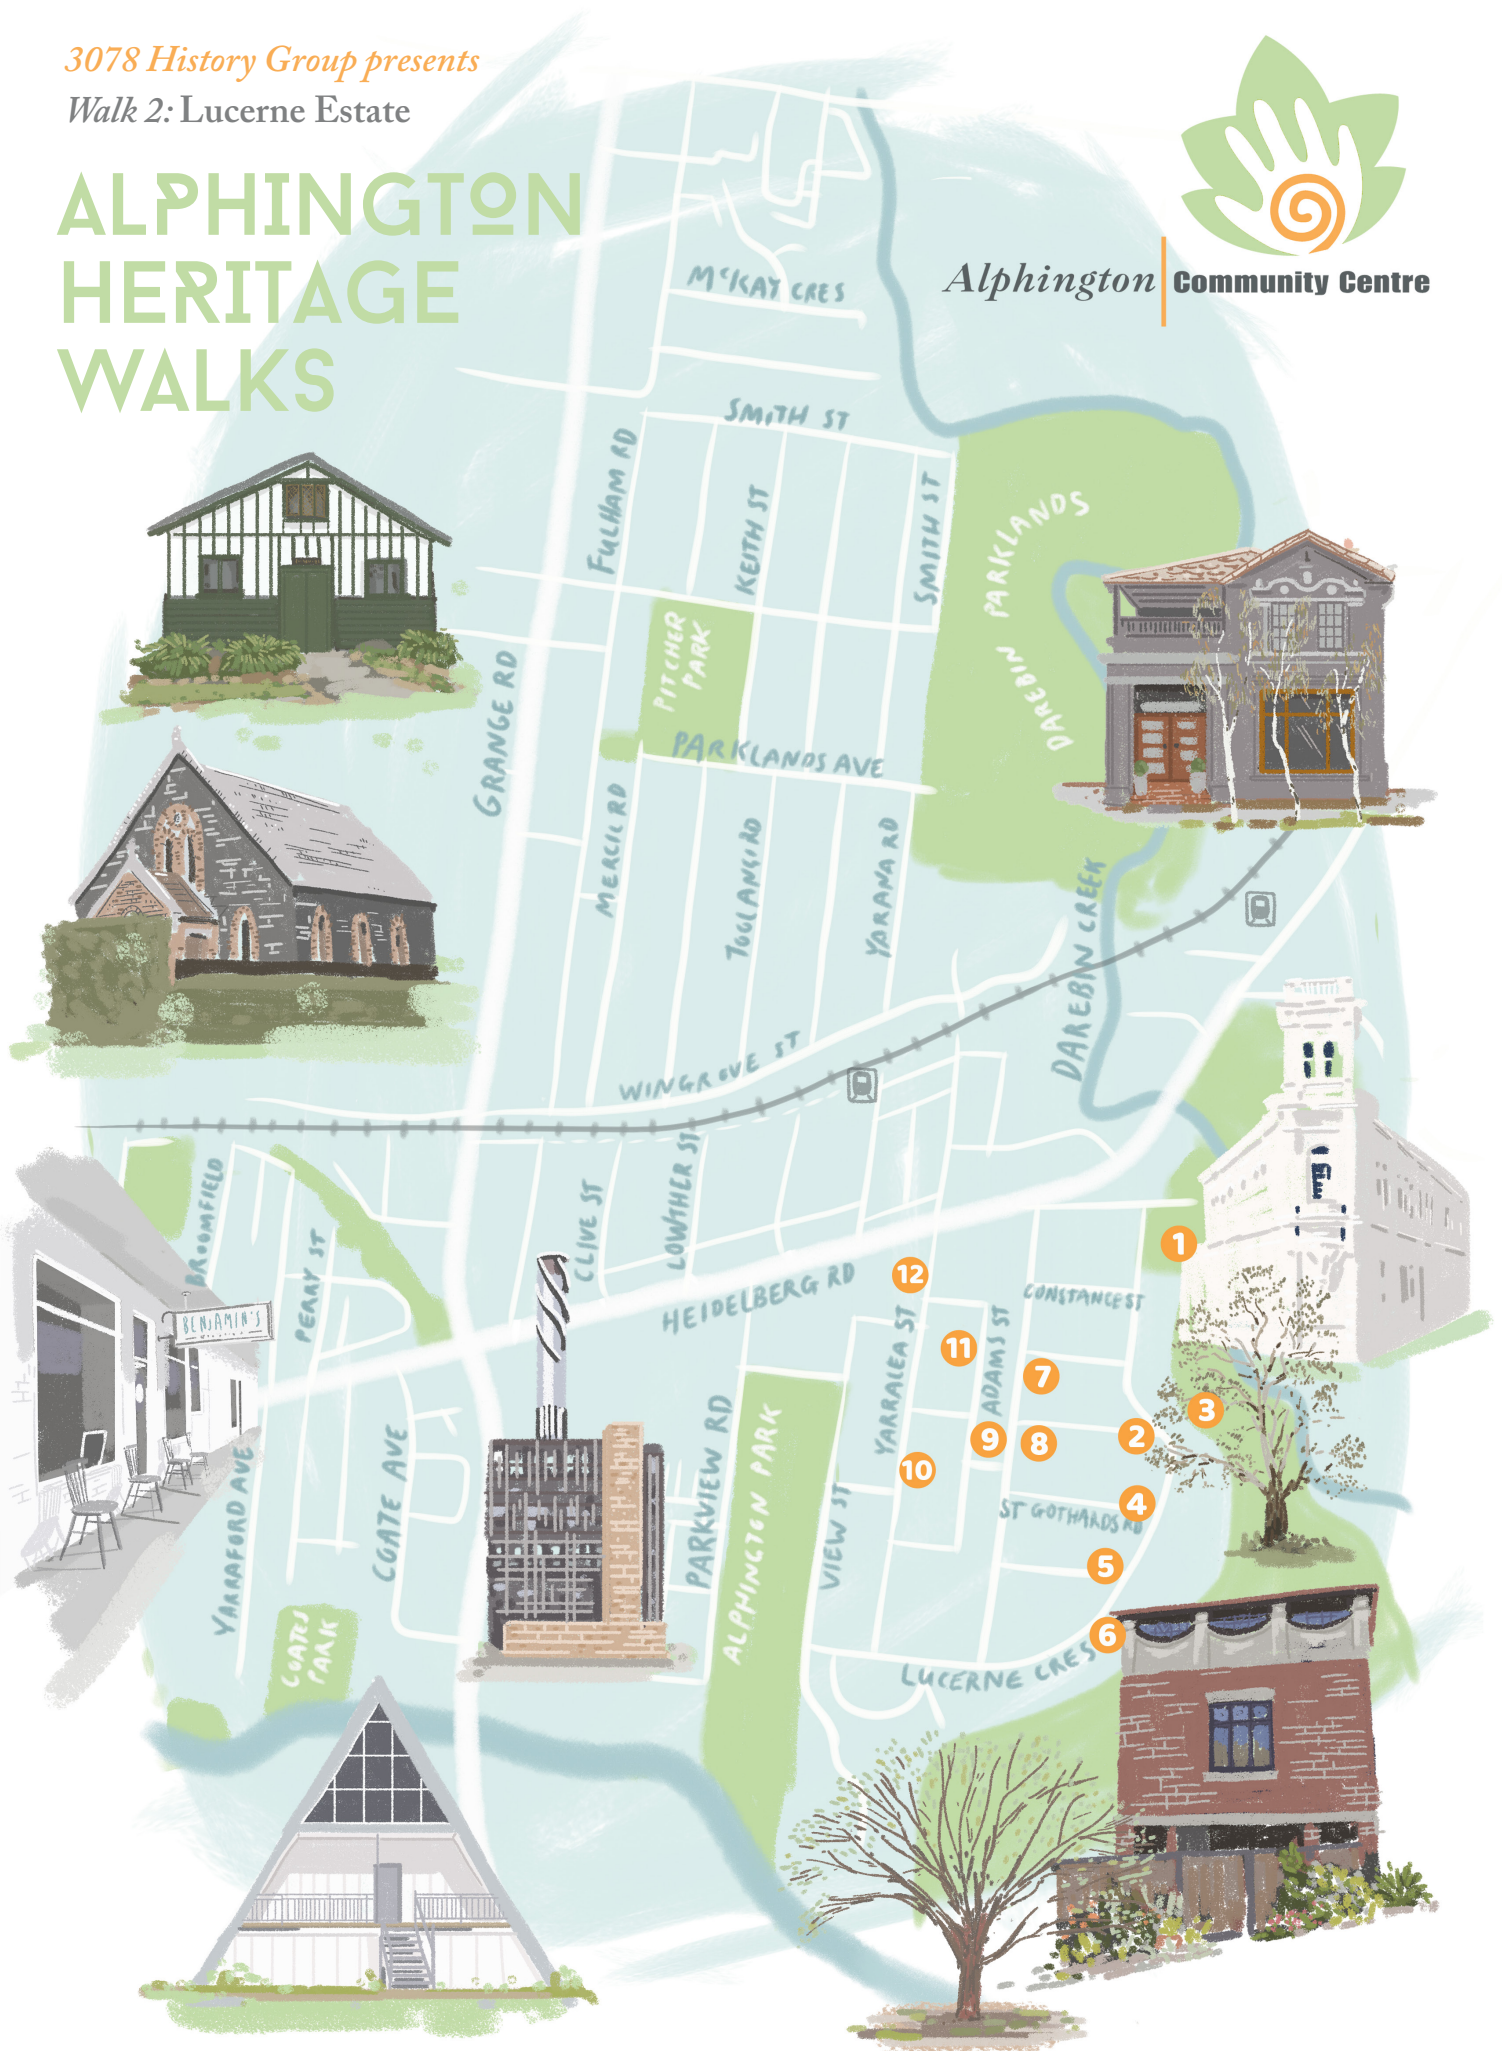 3078 History Group presents
Walk 2: Lucerne Estate
ALPHINGTON
HERITAGE
WALKS
Alphington
Community Centre
McKAY CRES
SMITH ST
FULHAM RD
KEITH ST
SMITH ST
DAREBIN PARKLANDS
PITCHER
PARK
GRANGE RD
PARKLANDS AVE
MERCIL RD
TOOLANGI RD
YARANA RD
DAREBIN CREEK
WINGROVE ST
BROOMFIELD
PERRY ST
CLIVE ST
LOWTHER ST
HEIDELBERG RD
BENJAMIN'S
1
12
CONSTANCE ST
YARRALEA ST
11
ADAMS ST
7
3
2
9
8
10
4
ST GOTHARDS RD
5
6
LUCERNE CRES
YARRAFORD AVE
COATE AVE
PARKVIEW RD
ALPHINGTON PARK
VIEW ST
COATES
PARK